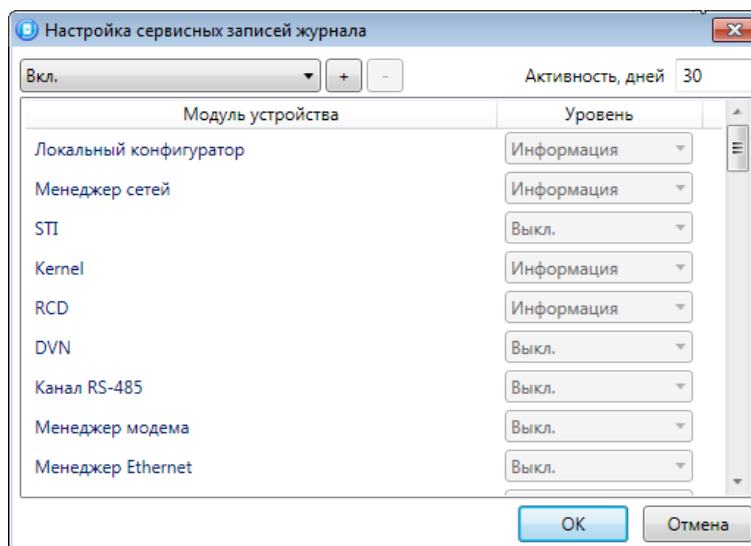 Настройка сервисных записей журнала
Вкл. + - Активность, дней 30
Модуль устройства Уровень
Локальный конфигуратор Информация
Менеджер сетей Информация
STI Выкл.
Kernel Информация
RCD Информация
DVN Выкл.
Канал RS-485 Выкл.
Менеджер модема Выкл.
Менеджер Ethernet Выкл.
OK Отмена